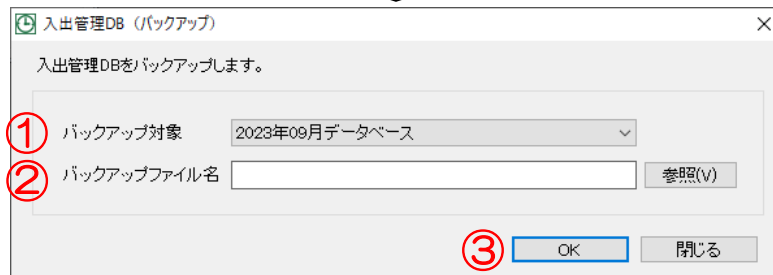 入出管理DB（バックアップ）
入出管理DBをバックアップします。
① バックアップ対象 2023年09月データベース
② バックアップファイル名 参照(V)
③ OK 閉じる